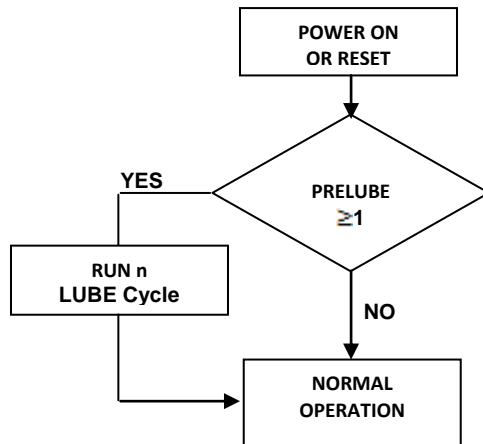 POWER ON
OR RESET
YES
PRELUBE
≥1
RUN n
LUBE Cycle
NO
NORMAL
OPERATION